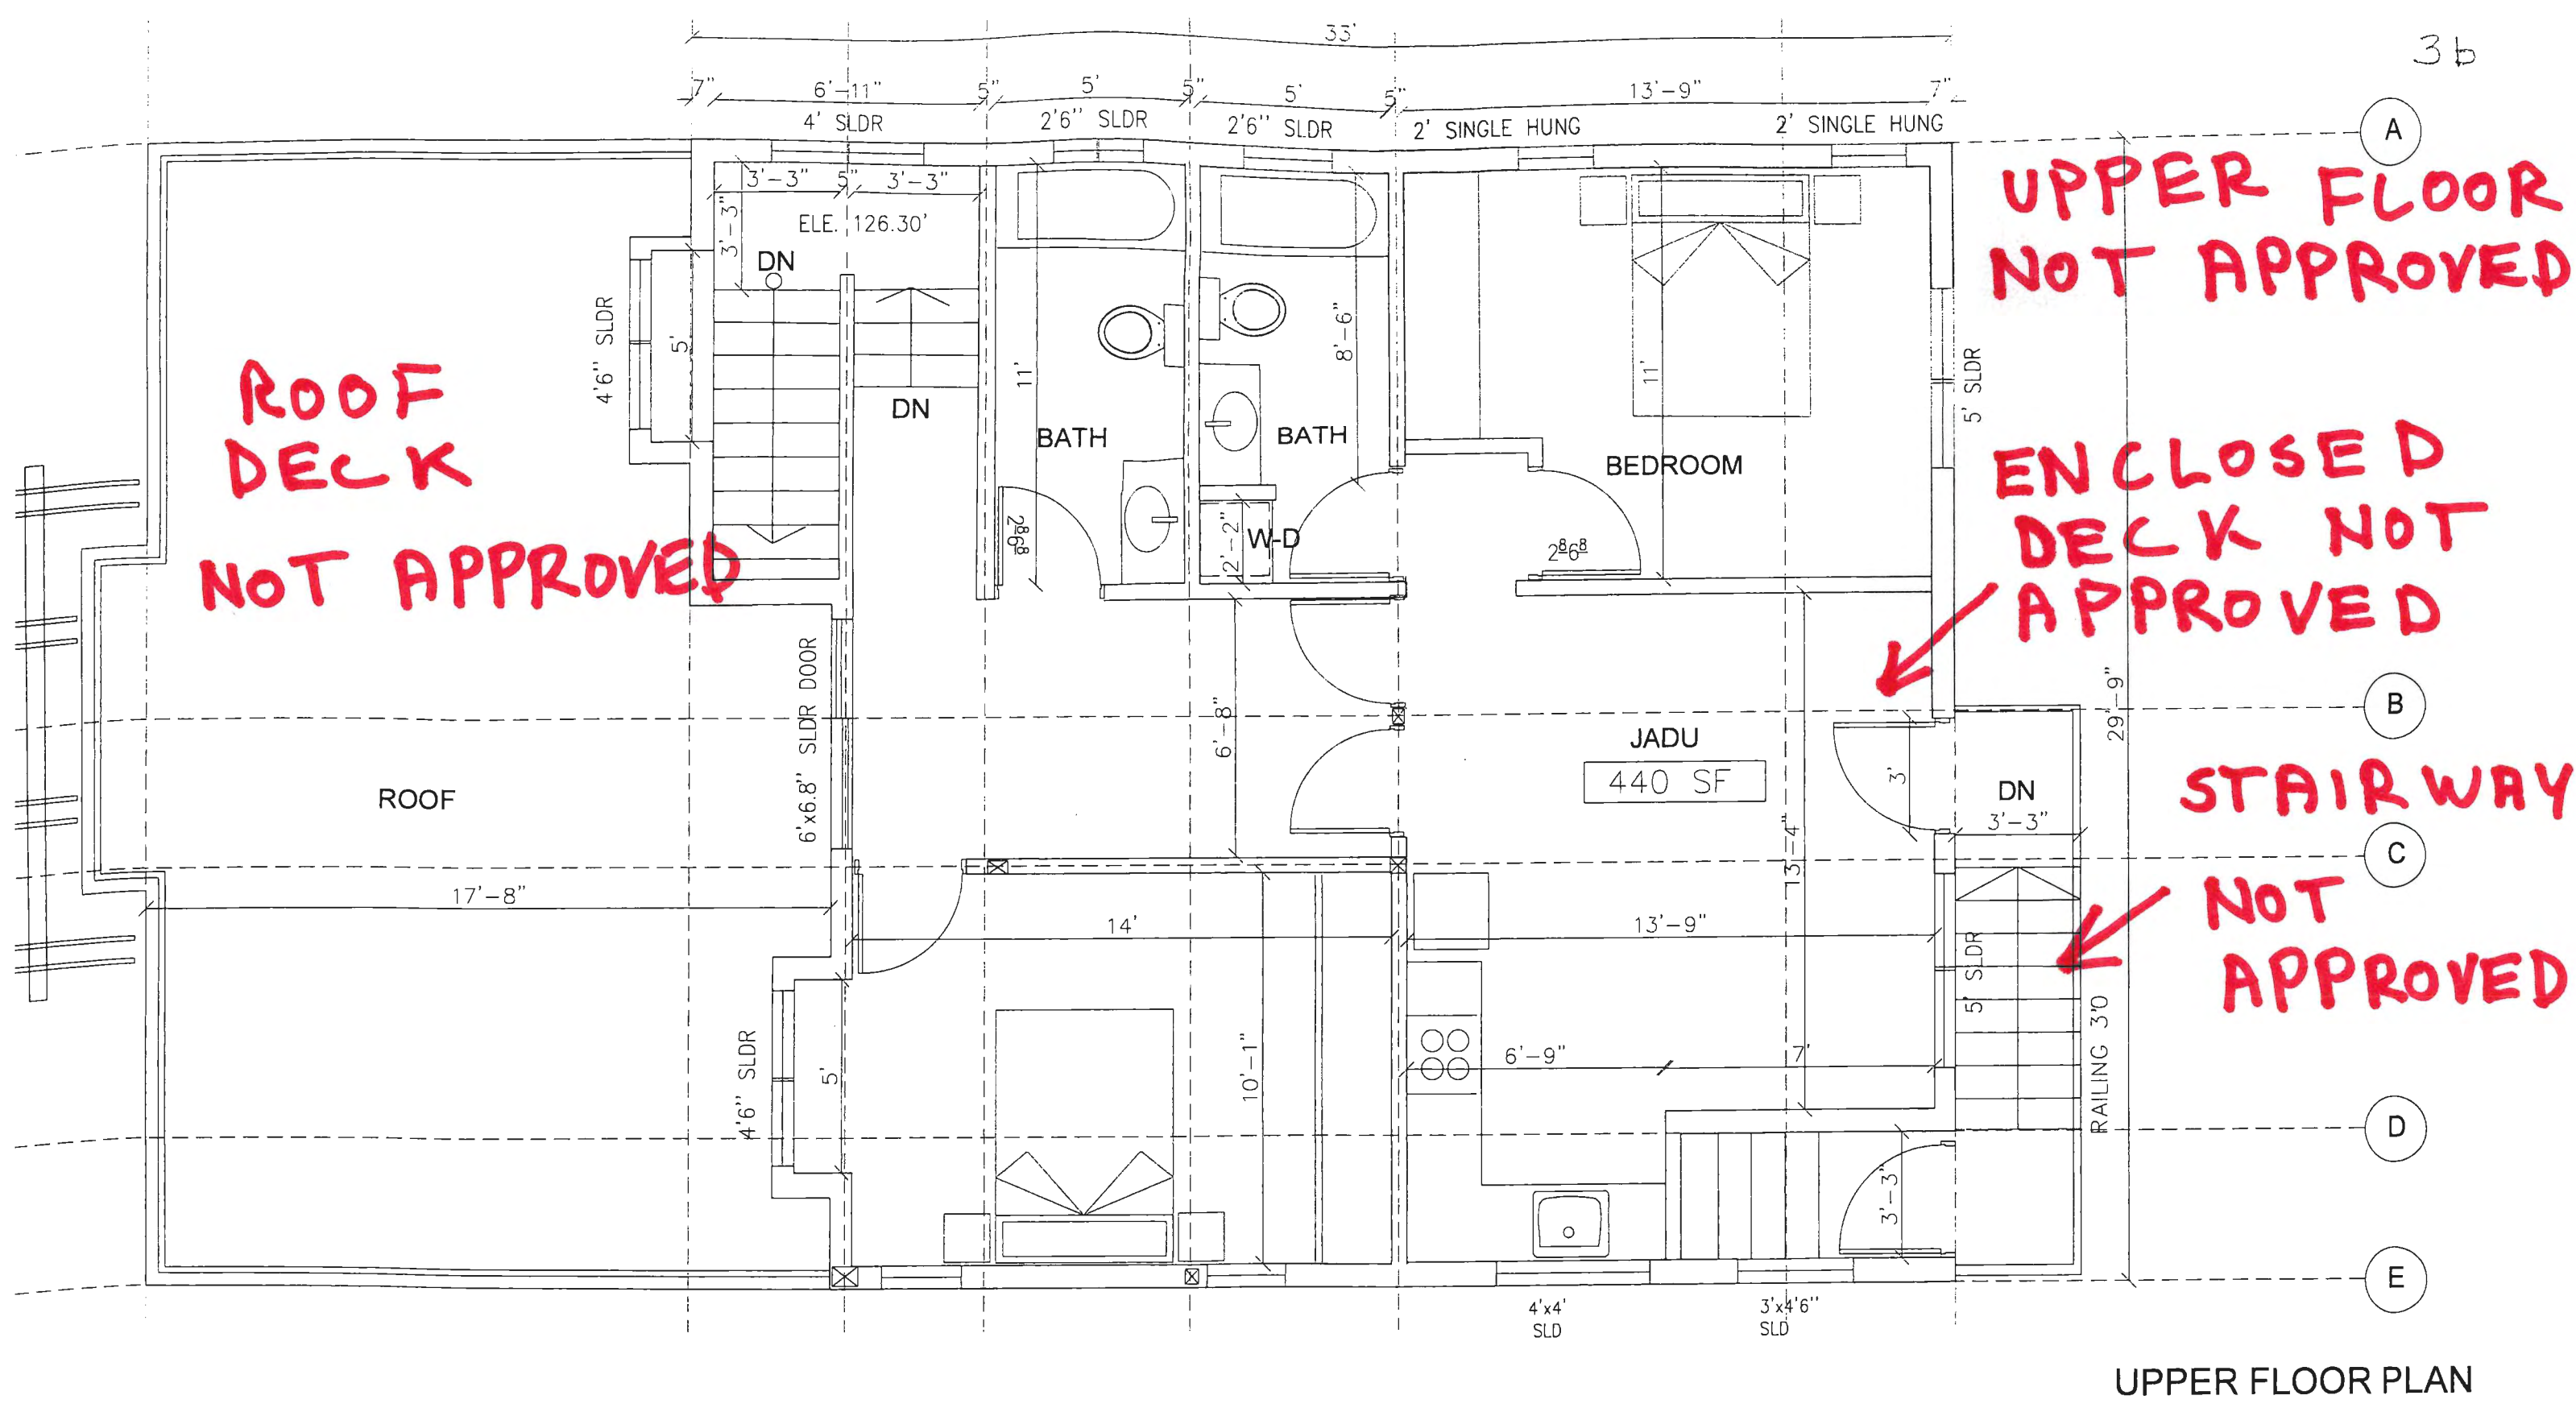 33'
3b
7" 6'-11" 5" 5' 5" 5' 5" 13'-9" 7"
4' SLDR 2'6" SLDR 2'6" SLDR 2' SINGLE HUNG 2' SINGLE HUNG
A
UPPER FLOOR
NOT APPROVED
3'-3" 5" 3'-3"
3'-3"
ELE. 126.30'
DN
4'6" SLDR
5'
DN
11'
BATH
8'-6"
BATH
11'
BEDROOM
5' SLDR
ROOF
DECK
NOT APPROVED
ENCLOSED
DECK NOT
APPROVED
2868
2'-2"
W-D
2868
6'x6.8" SLDR DOOR
6'-8"
29'-9"
B
JADU
440 SF
3'
DN
3'-3"
STAIRWAY
NOT
APPROVED
ROOF
C
13'-4"
17'-8"
14'
13'-9"
5' SLDR
RAILING 3'0
4'6" SLDR
5'
10'-1"
6'-9" 7'
D
3'-3"
E
4'x4'
SLD
3'x4'6"
SLD
UPPER FLOOR PLAN